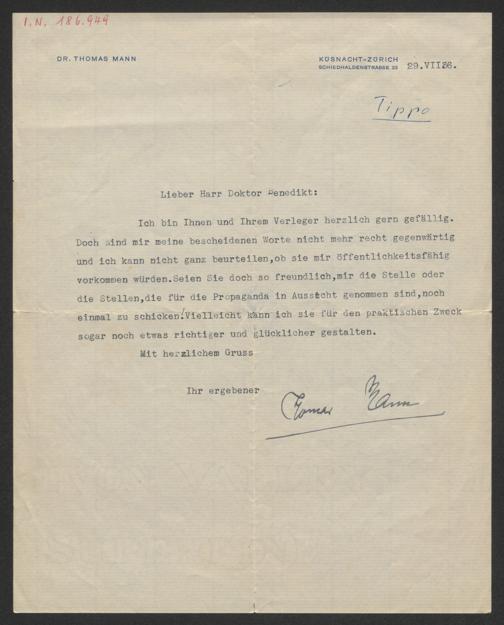 I. N. 186.949
DR. THOMAS MANN
KÜSNACHT-ZÜRICH
SCHIEDHALDENSTRASSE 33
29.VII36.
Tippo
Lieber Harr Doktor Benedikt:
Ich bin Ihnen und Ihrem Verleger herzlich gern gefällig.
Doch sind mir meine bescheidenen Worte nicht mehr recht gegenwärtig
und ich kann nicht ganz beurteilen,ob sie mir öffentlichkeitsfähig
vorkommen würden.Seien Sie doch so freundlich,mir die Stelle oder
die Stellen,die für die Propaganda in Aussicht genommen sind,noch
einmal zu schicken.Vielleicht kann ich sie für den praktischen Zweck
sogar noch etwas richtiger und glücklicher gestalten.
Mit herzlichem Gruss
Ihr ergebener
Thomas Mann